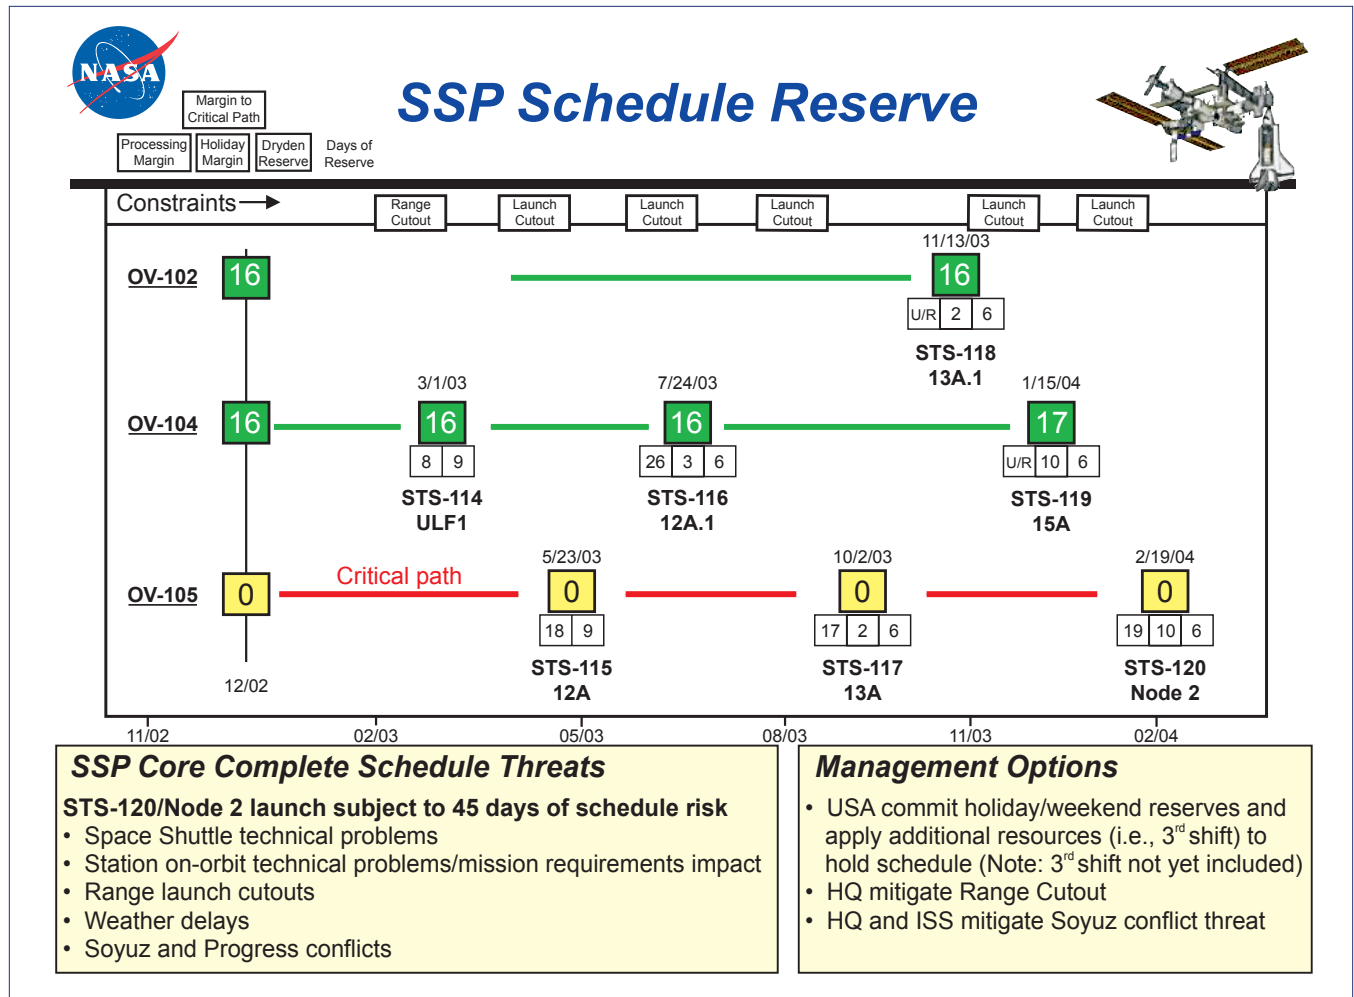 NASA
SSP Schedule Reserve
Margin to
Critical Path
Processing
Margin
Holiday
Margin
Dryden
Reserve
Days of
Reserve
Constraints
Range
Cutout
Launch
Cutout
Launch
Cutout
Launch
Cutout
Launch
Cutout
Launch
Cutout
OV-102
16
11/13/03
16
U/R 2 6
STS-118
13A.1
OV-104
16
3/1/03
16
8 9
STS-114
ULF1
7/24/03
16
26 3 6
STS-116
12A.1
1/15/04
17
U/R 10 6
STS-119
15A
OV-105
0
Critical path
5/23/03
0
18 9
STS-115
12A
10/2/03
0
17 2 6
STS-117
13A
2/19/04
0
19 10 6
STS-120
Node 2
12/02
11/02 02/03 05/03 08/03 11/03 02/04
SSP Core Complete Schedule Threats
STS-120/Node 2 launch subject to 45 days of schedule risk
• Space Shuttle technical problems
• Station on-orbit technical problems/mission requirements impact
• Range launch cutouts
• Weather delays
• Soyuz and Progress conflicts
Management Options
• USA commit holiday/weekend reserves and
apply additional resources (i.e., 3rd shift) to
hold schedule (Note: 3rd shift not yet included)
• HQ mitigate Range Cutout
• HQ and ISS mitigate Soyuz conflict threat